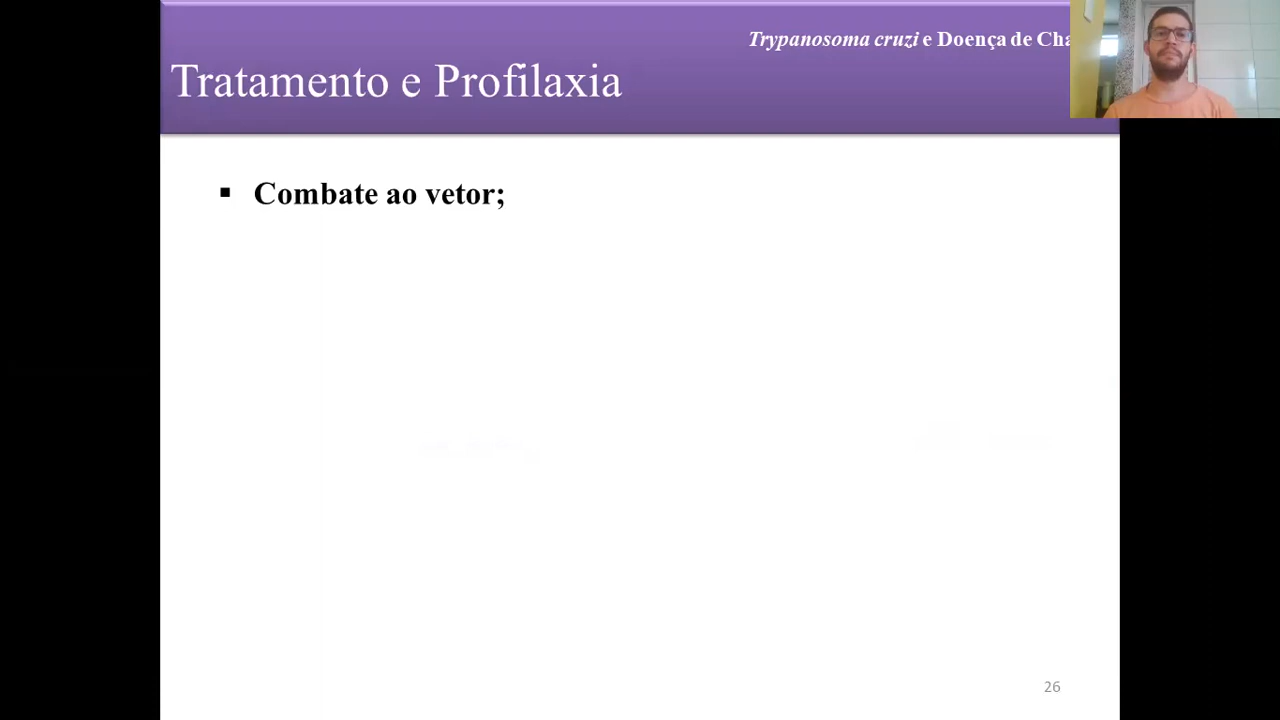 Trypanosoma cruzi e Doença de Cha
Tratamento e Profilaxia
▪ Combate ao vetor;
26